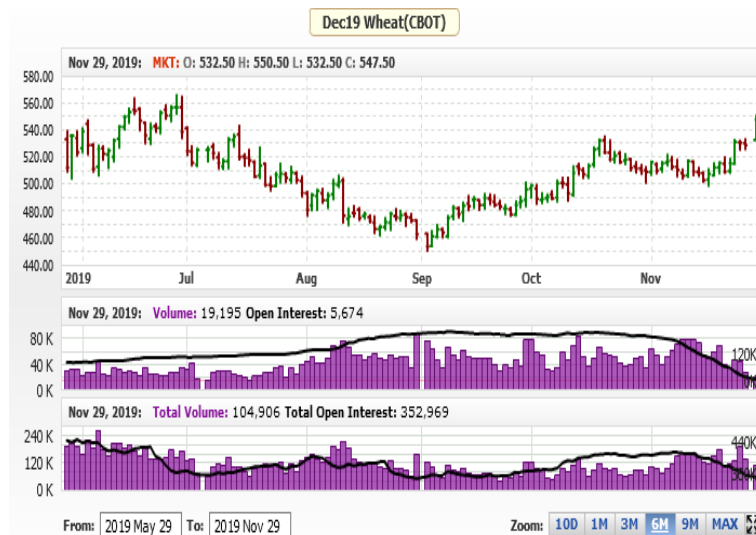 Dec19 Wheat(CBOT)
Nov 29, 2019: MKT: O: 532.50 H: 550.50 L: 532.50 C: 547.50
580.00
560.00
540.00
520.00
500.00
480.00
460.00
440.00
2019 Jul Aug Sep Oct Nov
Nov 29, 2019: Volume: 19,195 Open Interest: 5,674
80 K
40 K 120K
0 K
Nov 29, 2019: Total Volume: 104,906 Total Open Interest: 352,969
240 K 440K
120 K
0 K
From: 2019 May 29 To: 2019 Nov 29 Zoom: 10D 1M 3M 6M 9M MAX